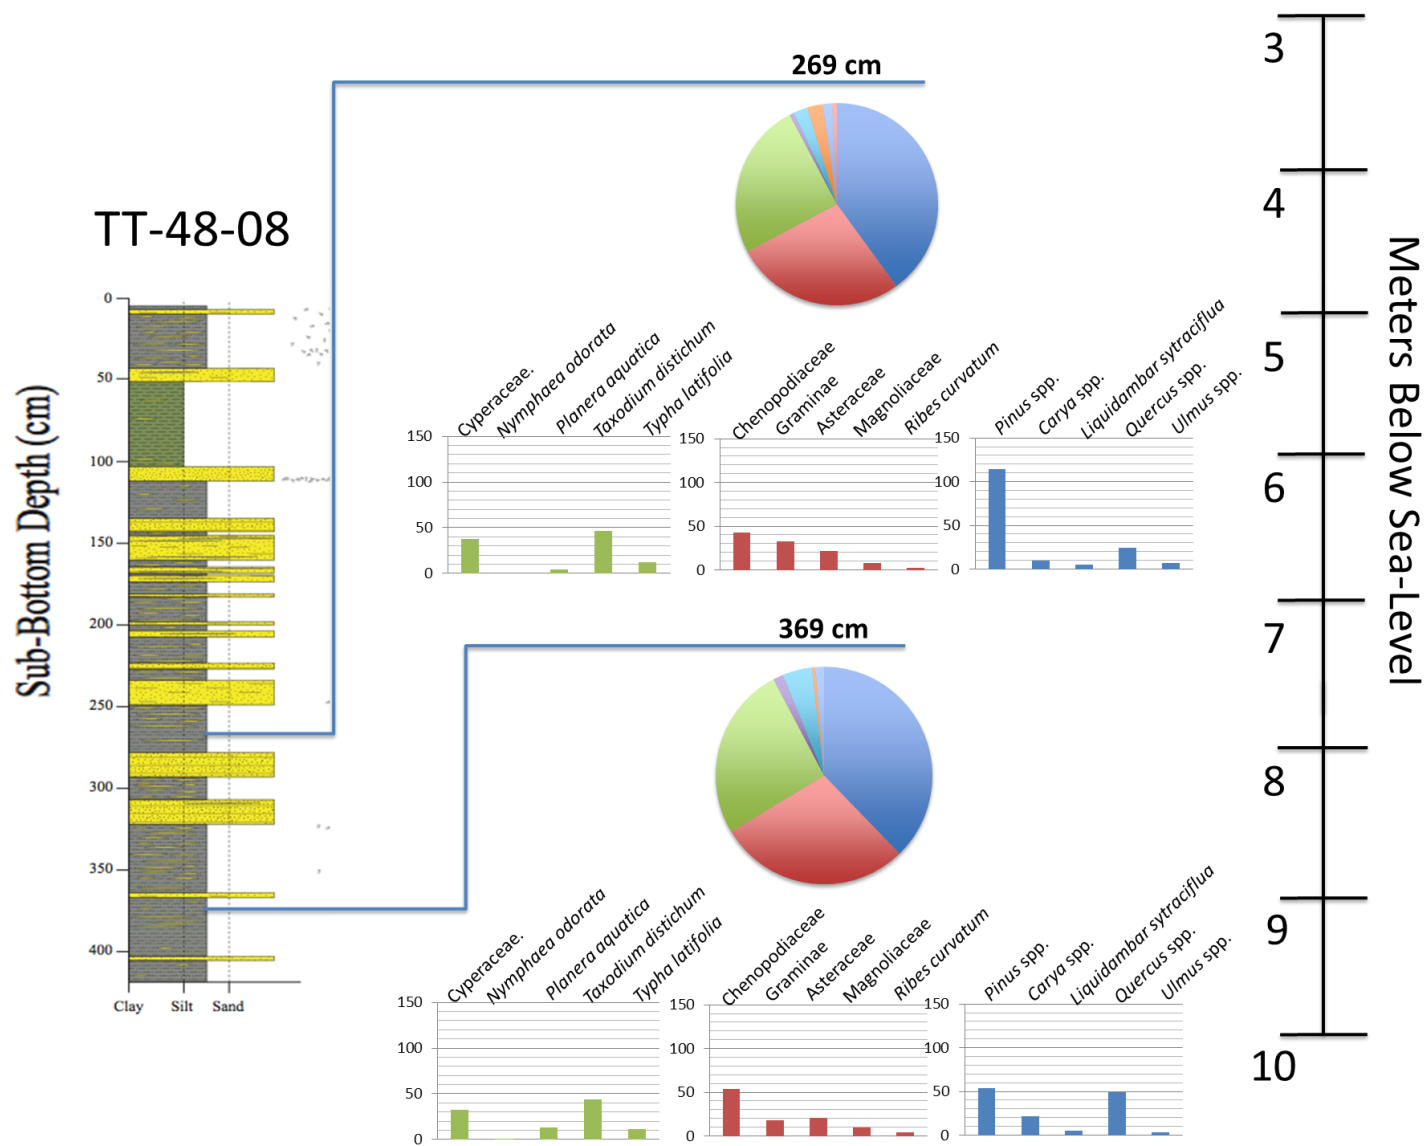 269 cm
3
4
5
6
7
8
9
10
Meters Below Sea-Level
TT-48-08
Sub-Bottom Depth (cm)
0
50
100
150
200
250
300
350
400
Clay Silt Sand
Cyperaceae.
Nymphaea odorata
Planera aquatica
Taxodium distichum
Typha latifolia
150
100
50
0
Chenopodiaceae
Graminae
Asteraceae
Magnoliaceae
Ribes curvatum
150
100
50
0
Pinus spp.
Carya spp.
Liquidambar sytraciflua
Quercus spp.
Ulmus spp.
150
100
50
0
369 cm
Cyperaceae.
Nymphaea odorata
Planera aquatica
Taxodium distichum
Typha latifolia
150
100
50
0
Chenopodiaceae
Graminae
Asteraceae
Magnoliaceae
Ribes curvatum
150
100
50
0
Pinus spp.
Carya spp.
Liquidambar sytraciflua
Quercus spp.
Ulmus spp.
150
100
50
0